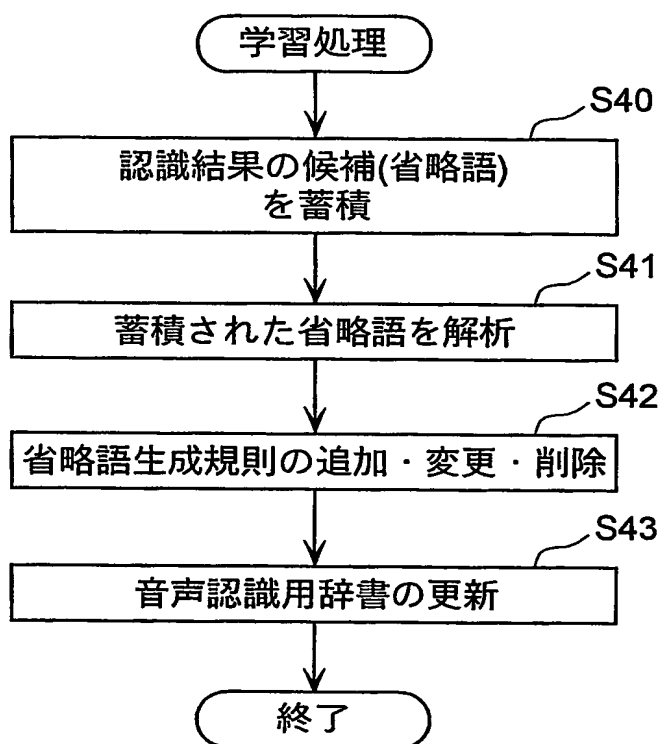 学習処理
S40
認識結果の候補(省略語)
を蓄積
S41
蓄積された省略語を解析
S42
省略語生成規則の追加・変更・削除
S43
音声認識用辞書の更新
終了